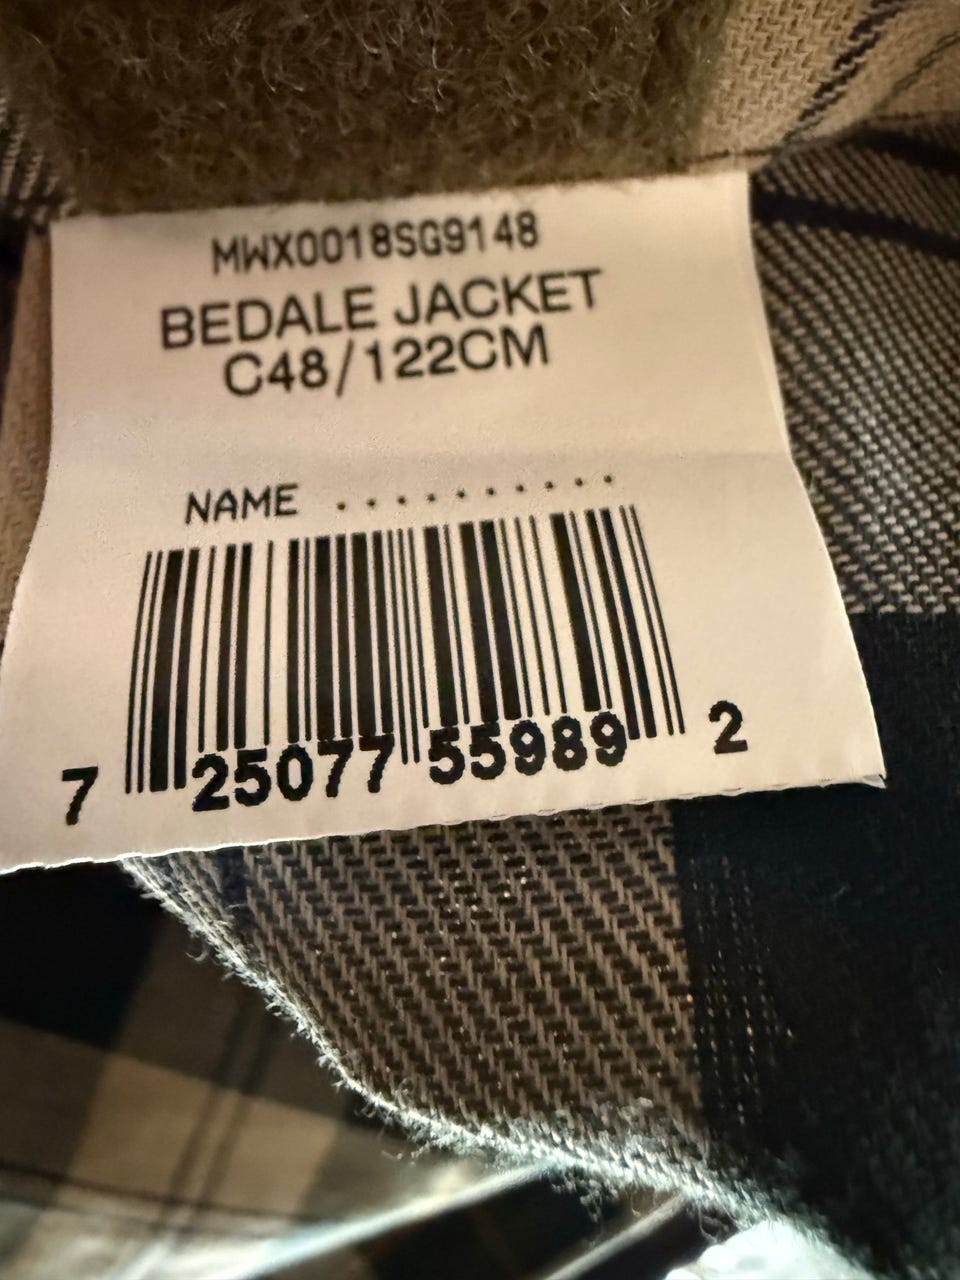 MWX0018SG9148
BEDALE JACKET
C48/122CM
NAME ..........
7 25077 55989 2